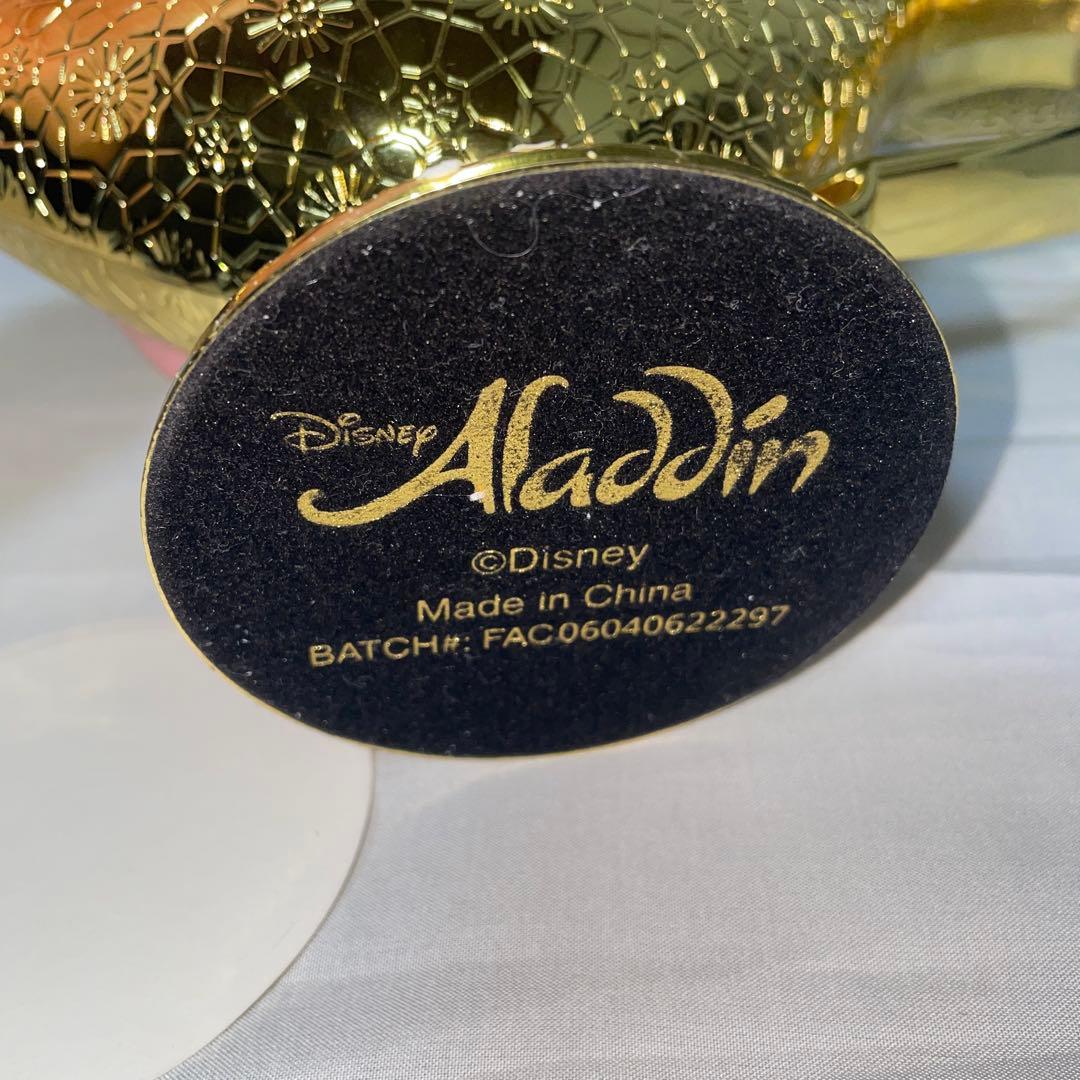 Disney Aladdin
©Disney
Made in China
BATCH#: FAC06040622297